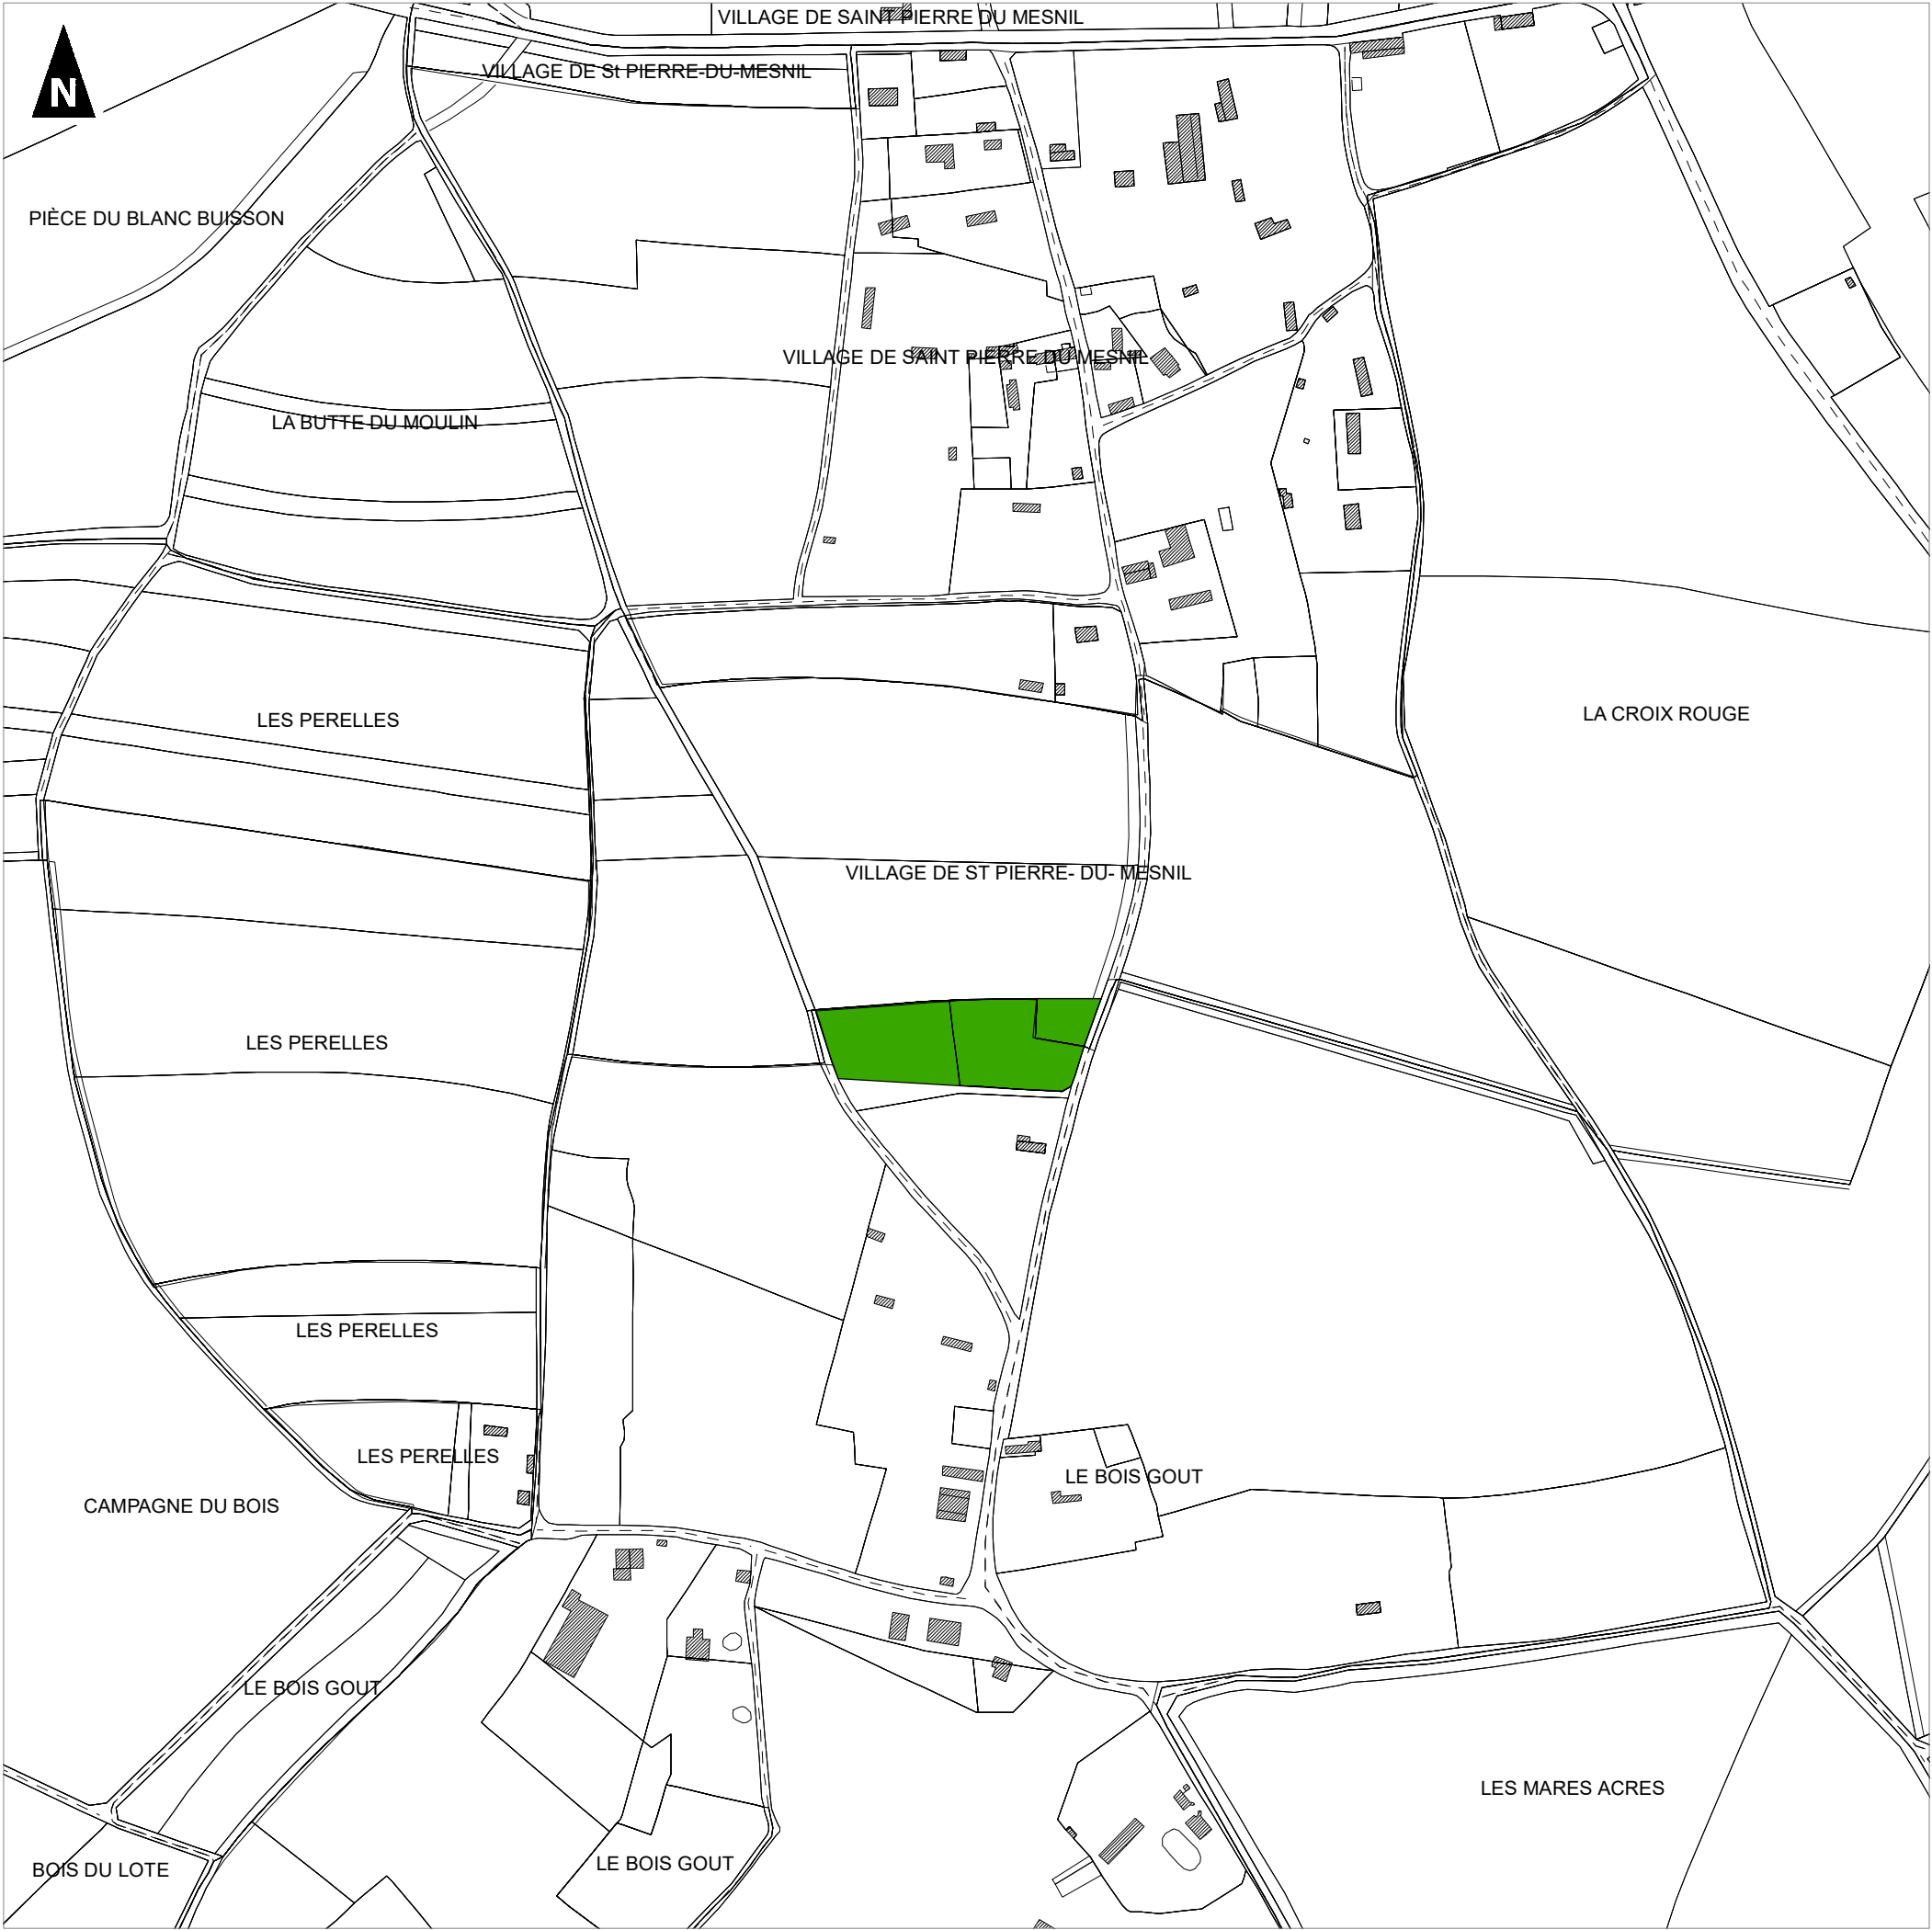 VILLAGE DE SAINT PIERRE DU MESNIL
VILLAGE DE St PIERRE-DU-MESNIL
N
PIÈCE DU BLANC BUISSON
VILLAGE DE SAINT PIERRE DU MESNIL
LA BUTTE DU MOULIN
LA CROIX ROUGE
LES PERELLES
VILLAGE DE ST PIERRE- DU- MESNIL
LES PERELLES
LES PERELLES
LES PERELLES
LE BOIS GOUT
CAMPAGNE DU BOIS
LE BOIS GOUT
LES MARES ACRES
LE BOIS GOUT
BOIS DU LOTE